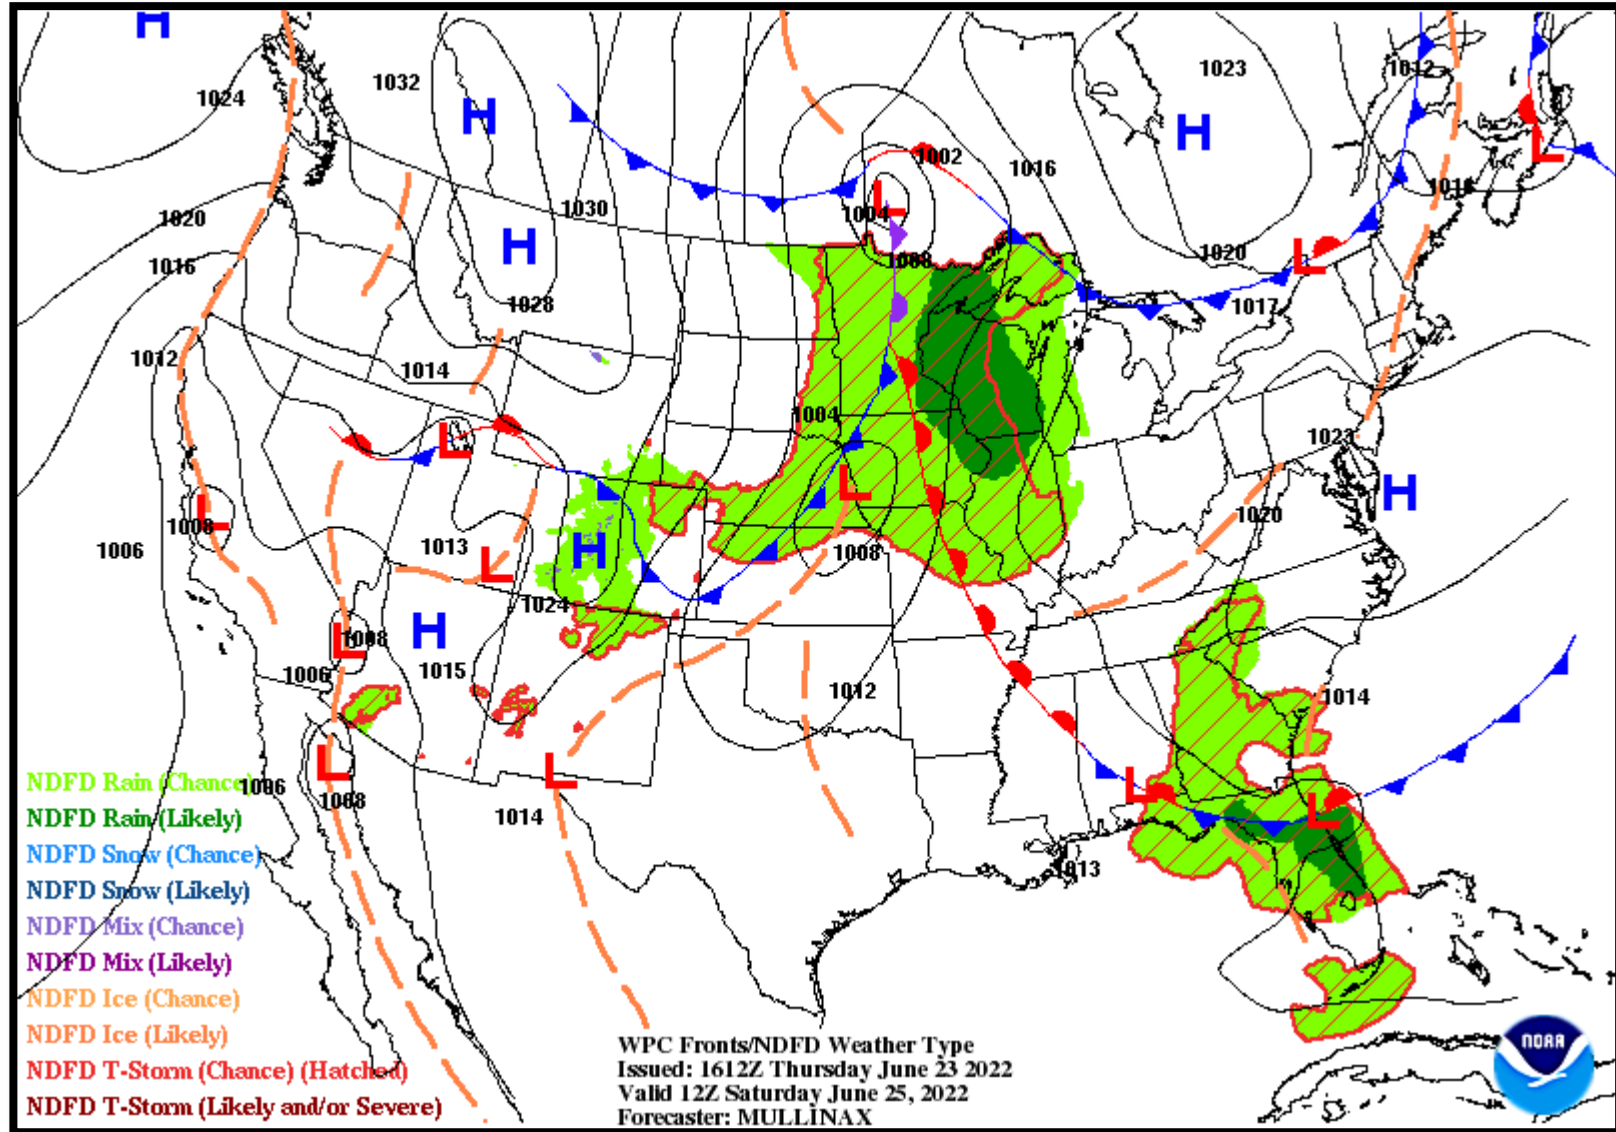 H
1032
1024
H
1023
1012
H
1002
1016
L
1018
L
1004
1030
1020
H
1008
1020
L
1016
1028
1017
1012
1014
1004
1023
L
L
H
1008
L
1020
1006
1013
L
H
1008
1024
H
L
1008
1006
1015
1012
1014
L
L
1006
1008
L
L
1014
1013
NDFD Rain (Chance)
NDFD Rain (Likely)
NDFD Snow (Chance)
NDFD Snow (Likely)
NDFD Mix (Chance)
NDFD Mix (Likely)
NDFD Ice (Chance)
NDFD Ice (Likely)
NDFD T-Storm (Chance) (Hatched)
NDFD T-Storm (Likely and/or Severe)
WPC Fronts/NDFD Weather Type
Issued: 1612Z Thursday June 23 2022
Valid 12Z Saturday June 25, 2022
Forecaster: MULLINAX
NOAA